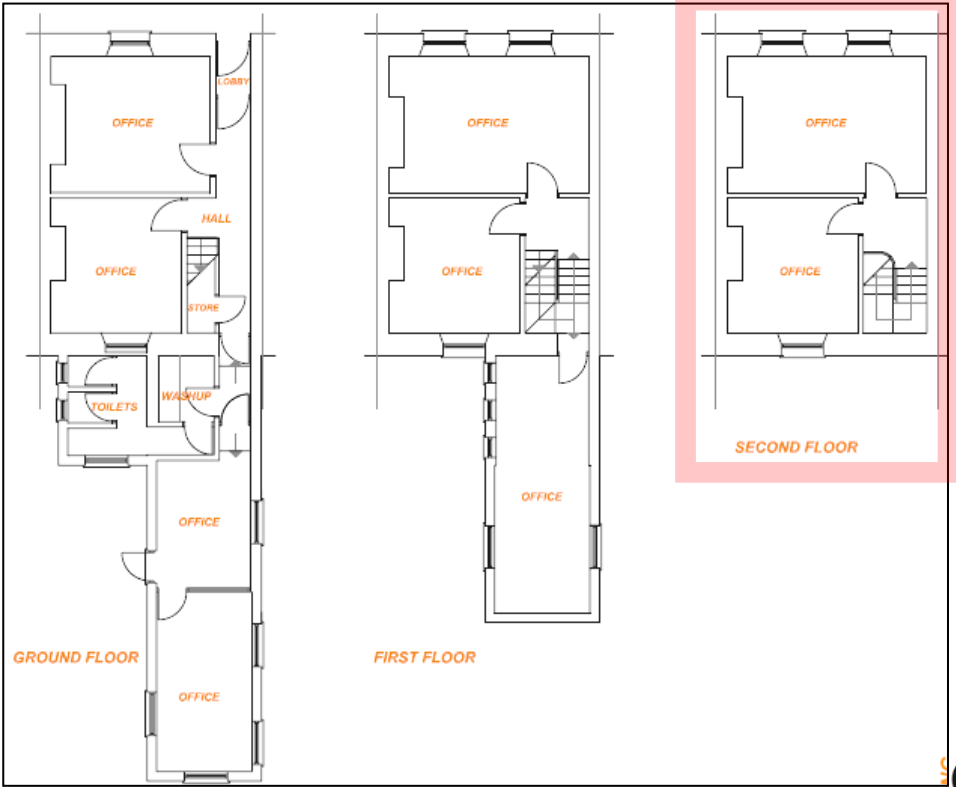 LOBBY
OFFICE
HALL
OFFICE
STORE
TOILETS
WASHUP
OFFICE
OFFICE
GROUND FLOOR
OFFICE
OFFICE
OFFICE
FIRST FLOOR
OFFICE
OFFICE
SECOND FLOOR